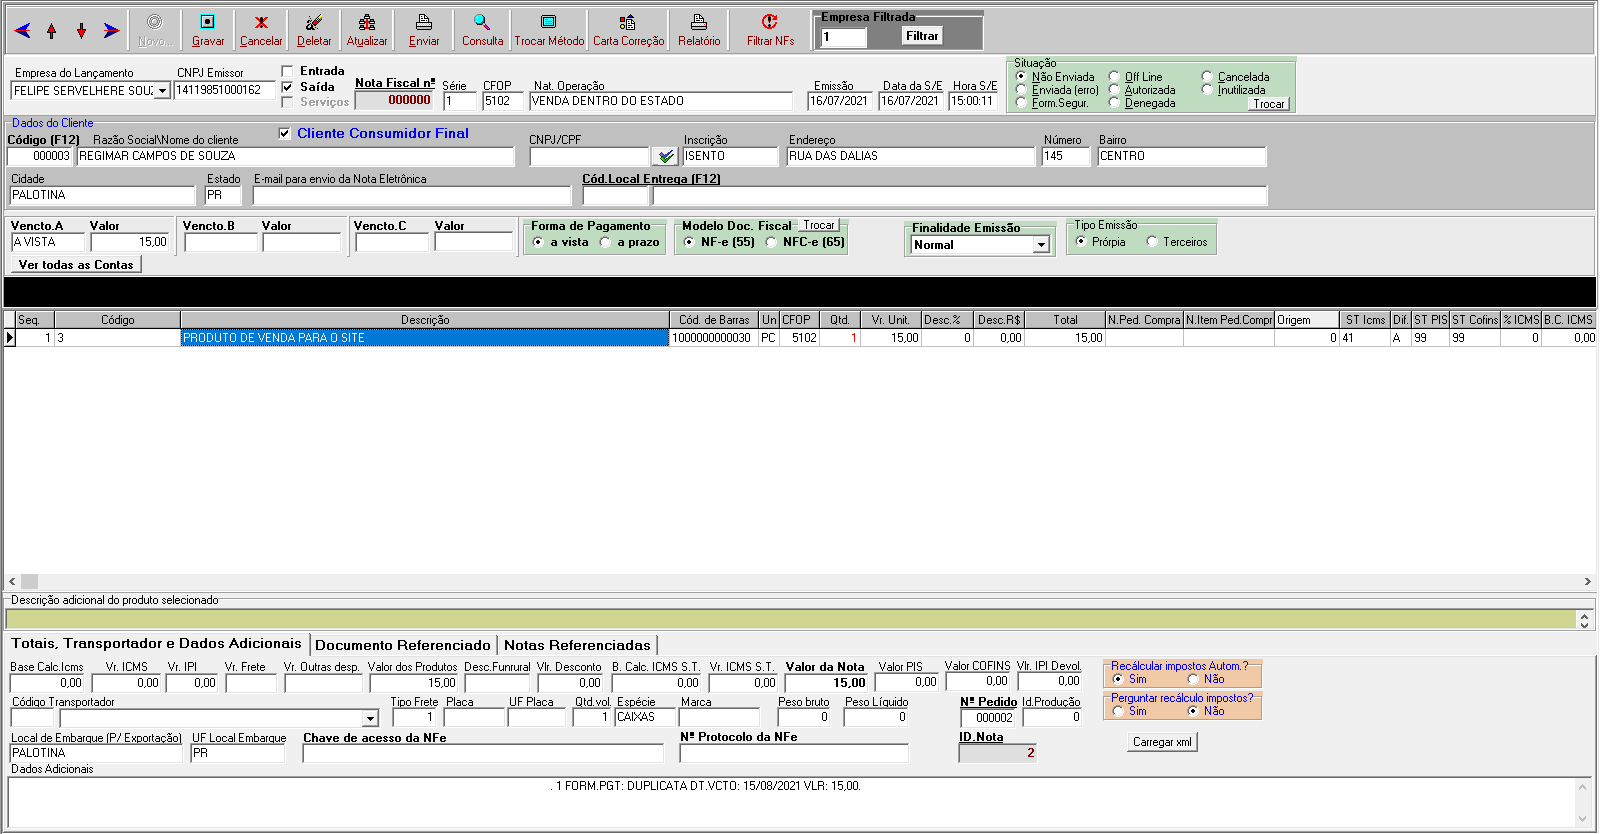 Novo... Gravar Cancelar Deletar Atualizar Enviar Consulta Trocar Método Carta Correção Relatório Filtrar NFs
Empresa Filtrada
1 Filtrar
Empresa do Lançamento CNPJ Emissor Entrada Nota Fiscal nº Série CFOP Nat. Operação Emissão Data da S/E Hora S/E
FELIPE SERVELHERE SOUZ 14119851000162 Saída 000000 1 5102 VENDA DENTRO DO ESTADO 16/07/2021 16/07/2021 15:00:11
Serviços
Situação
Não Enviada Off Line Cancelada
Enviada (erro) Autorizada Inutilizada
Form.Segur. Denegada Trocar
Dados do Cliente
Código (F12) Razão Social\Nome do cliente Cliente Consumidor Final CNPJ/CPF Inscrição Endereço Número Bairro
000003 REGIMAR CAMPOS DE SOUZA ISENTO RUA DAS DALIAS 145 CENTRO
Cidade Estado E-mail para envio da Nota Eletrônica Cód.Local Entrega (F12)
PALOTINA PR
Vencto.A Valor Vencto.B Valor Vencto.C Valor
A VISTA 15,00
Ver todas as Contas
Forma de Pagamento
a vista a prazo
Modelo Doc. Fiscal Trocar
NF-e (55) NFC-e (65)
Finalidade Emissão
Normal
Tipo Emissão
Prórpia Terceiros
Seq. Código Descrição Cód. de Barras Un CFOP Qtd. Vr. Unit. Desc.% Desc.R$ Total N.Ped. Compra N.Item Ped.Compr Origem ST Icms Dif. ST PIS ST Cofins % ICMS B.C. ICMS
1 3 PRODUTO DE VENDA PARA O SITE 1000000000030 PC 5102 1 15,00 0 0,00 15,00 0 41 A 99 99 0 0,00
Descrição adicional do produto selecionado
Totais, Transportador e Dados Adicionais Documento Referenciado Notas Referenciadas
Base Calc.Icms Vr. ICMS Vr. IPI Vr. Frete Vr. Outras desp. Valor dos Produtos Desc.Funrural Vlr. Desconto B. Calc. ICMS S.T. Vr. ICMS S.T. Valor da Nota Valor PIS Valor COFINS Vlr. IPI Devol.
0,00 0,00 0,00 15,00 0,00 0,00 0,00 15,00 0,00 0,00 0,00
Recálcular impostos Autom.?
Sim Não
Código Transportador Tipo Frete Placa UF Placa Qtd.vol. Espécie Marca Peso bruto Peso Líquido Nº Pedido Id.Produção
1 1 CAIXAS 0 0 000002 0
Perguntar recálculo impostos?
Sim Não
Local de Embarque (P/ Exportação) UF Local Embarque Chave de acesso da NFe Nº Protocolo da NFe ID.Nota
PALOTINA PR 2
Carregar xml
Dados Adicionais
. 1 FORM.PGT: DUPLICATA DT.VCTO: 15/08/2021 VLR: 15,00.